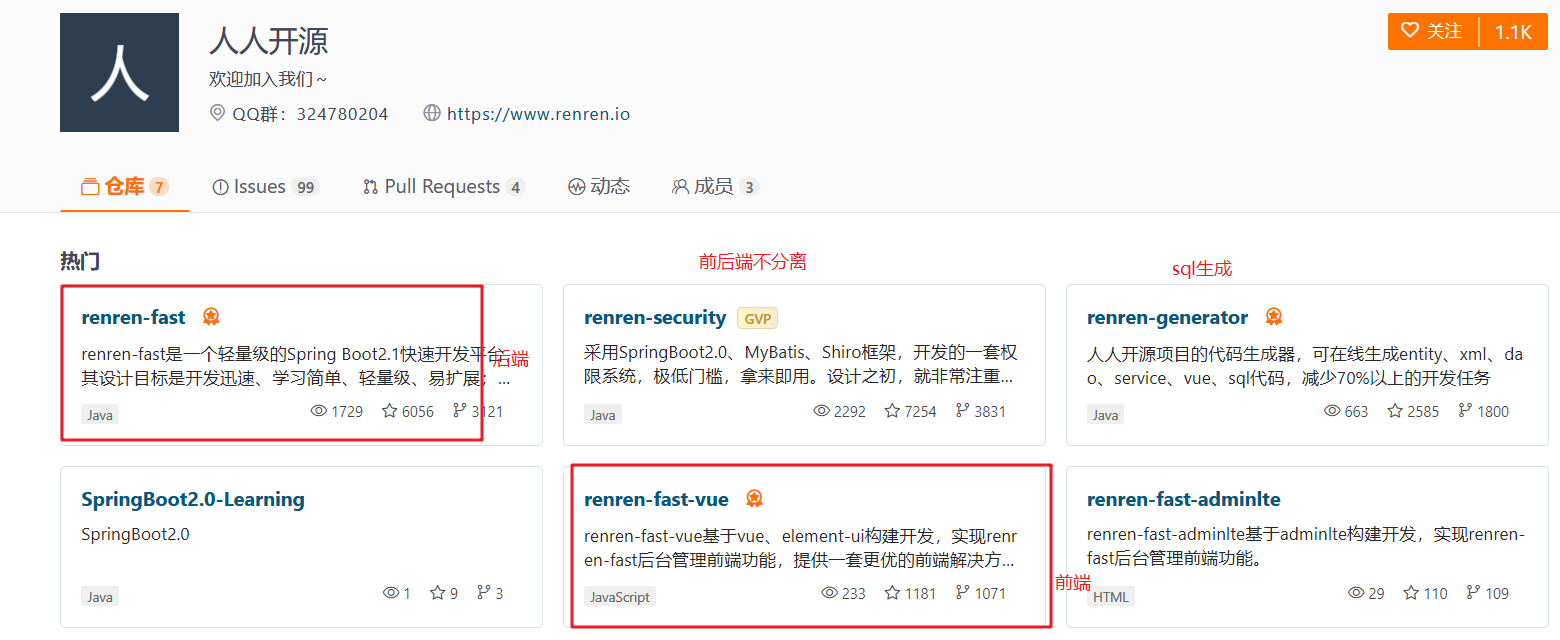 人
人人开源
关注 1.1K
欢迎加入我们~
QQ群：324780204 https://www.renren.io
仓库 7 Issues 99 Pull Requests 4 动态 成员 3
热门
前后端不分离
sql生成
renren-fast
renren-fast是一个轻量级的Spring Boot2.1快速开发平台
其设计目标是开发迅速、学习简单、轻量级、易扩展；...
后端
Java 1729 6056 3121
renren-security GVP
采用SpringBoot2.0、MyBatis、Shiro框架，开发的一套权
限系统，极低门槛，拿来即用。设计之初，就非常注重...
Java 2292 7254 3831
renren-generator
人人开源项目的代码生成器，可在线生成entity、xml、da
o、service、vue、sql代码，减少70%以上的开发任务
Java 663 2585 1800
SpringBoot2.0-Learning
SpringBoot2.0
Java 1 9 3
renren-fast-vue
renren-fast-vue基于vue、element-ui构建开发，实现renr
en-fast后台管理前端功能，提供一套更优的前端解决方...
JavaScript 233 1181 1071
前端
renren-fast-adminlte
renren-fast-adminlte基于adminlte构建开发，实现renren-
fast后台管理前端功能。
HTML 29 110 109